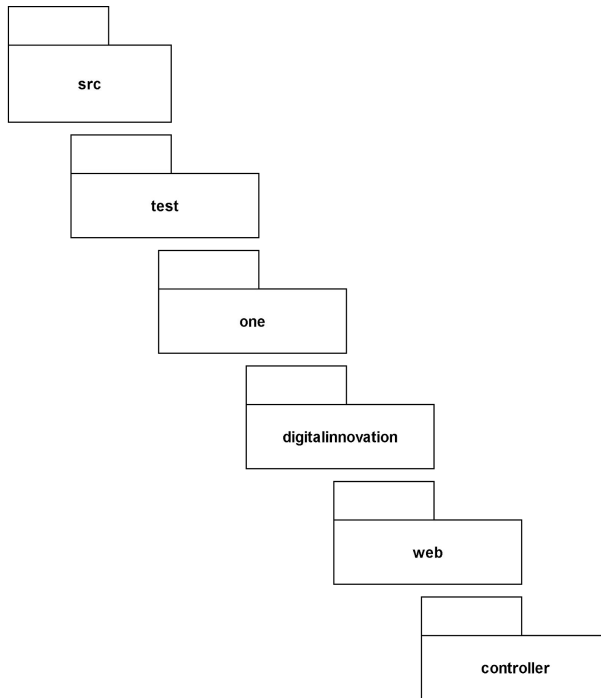 src
test
one
digitalinnovation
web
controller